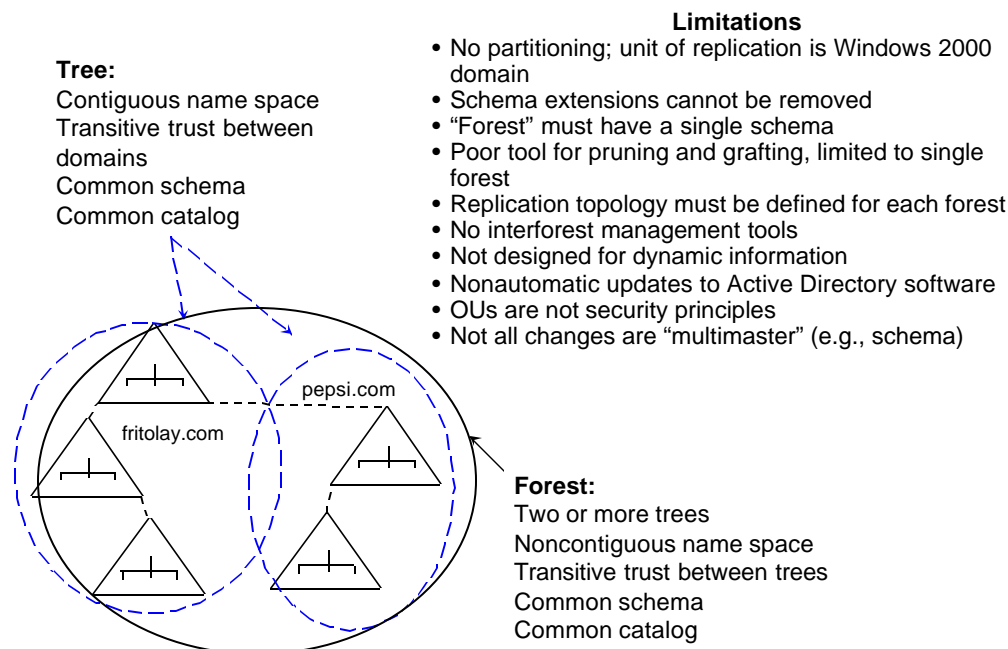 Limitations
• No partitioning; unit of replication is Windows 2000
domain
• Schema extensions cannot be removed
• “Forest” must have a single schema
• Poor tool for pruning and grafting, limited to single
forest
• Replication topology must be defined for each forest
• No interforest management tools
• Not designed for dynamic information
• Nonautomatic updates to Active Directory software
• OUs are not security principles
• Not all changes are “multimaster” (e.g., schema)
Tree:
Contiguous name space
Transitive trust between
domains
Common schema
Common catalog
pepsi.com
fritolay.com
Forest:
Two or more trees
Noncontiguous name space
Transitive trust between trees
Common schema
Common catalog